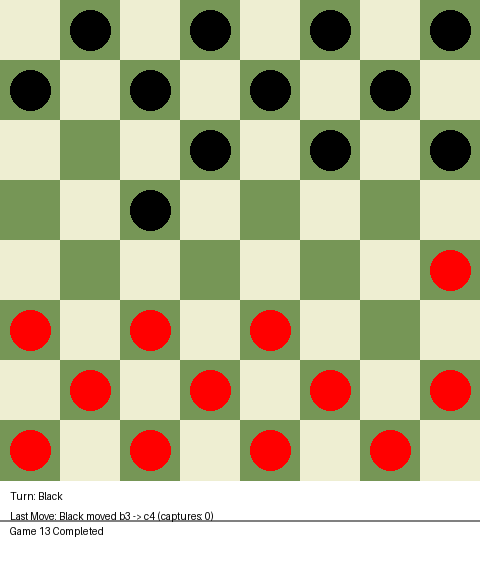 Turn: Black
Last Move: Black moved b3 -> c4 (captures: 0)
Game 13 Completed